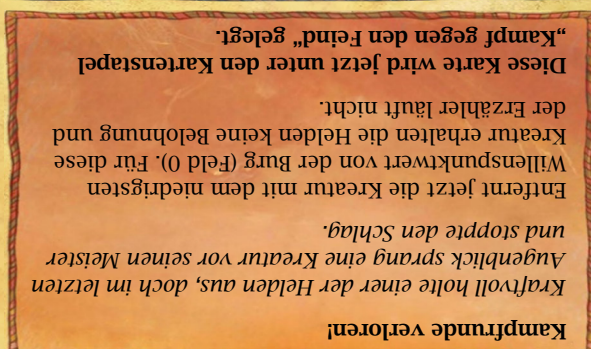 Kampfrunde verloren!
Kraftvoll holte einer der Helden aus, doch im letzten
Augenblick sprang eine Kreatur vor seinen Meister
und stoppte den Schlag.
Entfernt jetzt die Kreatur mit dem niedrigsten
Willenspunktwert von der Burg (Feld 0). Für diese
Kreatur erhalten die Helden keine Belohnung und
der Erzähler läuft nicht.
Diese Karte wird jetzt unter den Kartenstapel
„Kampf gegen den Feind“ gelegt.